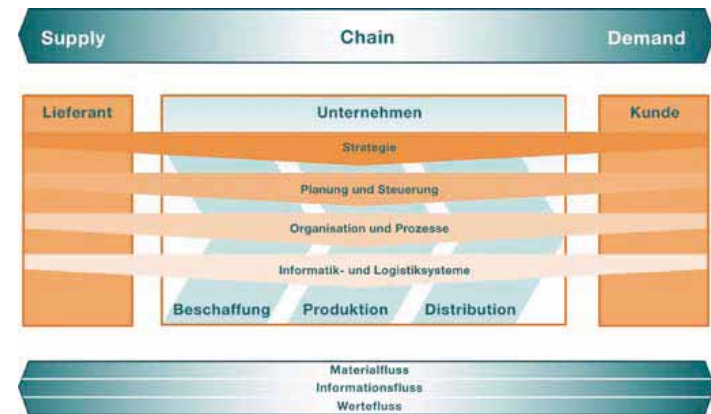 Supply Chain Demand
Lieferant Unternehmen Kunde
Strategie
Planung und Steuerung
Organisation und Prozesse
Informatik- und Logistiksysteme
Beschaffung Produktion Distribution
Materialfluss
Informationsfluss
Wertefluss